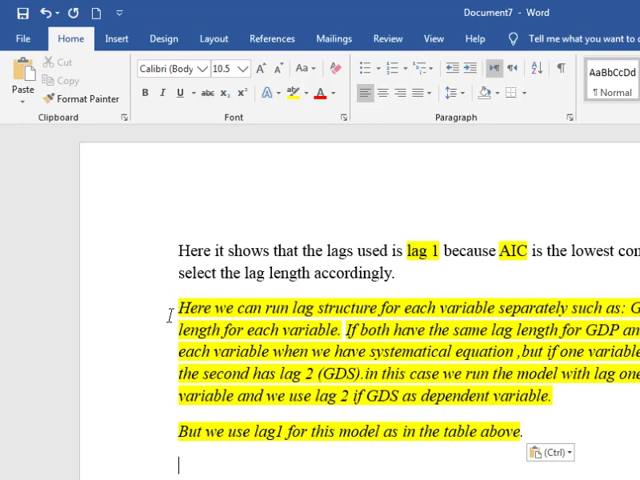 Document7 - Word
File Home Insert Design Layout References Mailings Review View Help Tell me what you want
Cut
Copy
Format Painter
Paste
Clipboard
Calibri (Body 10.5
Font
Paragraph
AaBbCcDd
¶ Normal
Here it shows that the lags used is lag 1 because AIC is the lowest con
select the lag length accordingly.
Here we can run lag structure for each variable separately such as: G
length for each variable. If both have the same lag length for GDP an
each variable when we have systematical equation ,but if one variable
the second has lag 2 (GDS).in this case we run the model with lag one
variable and we use lag 2 if GDS as dependent variable.
But we use lag1 for this model as in the table above.
(Ctrl)